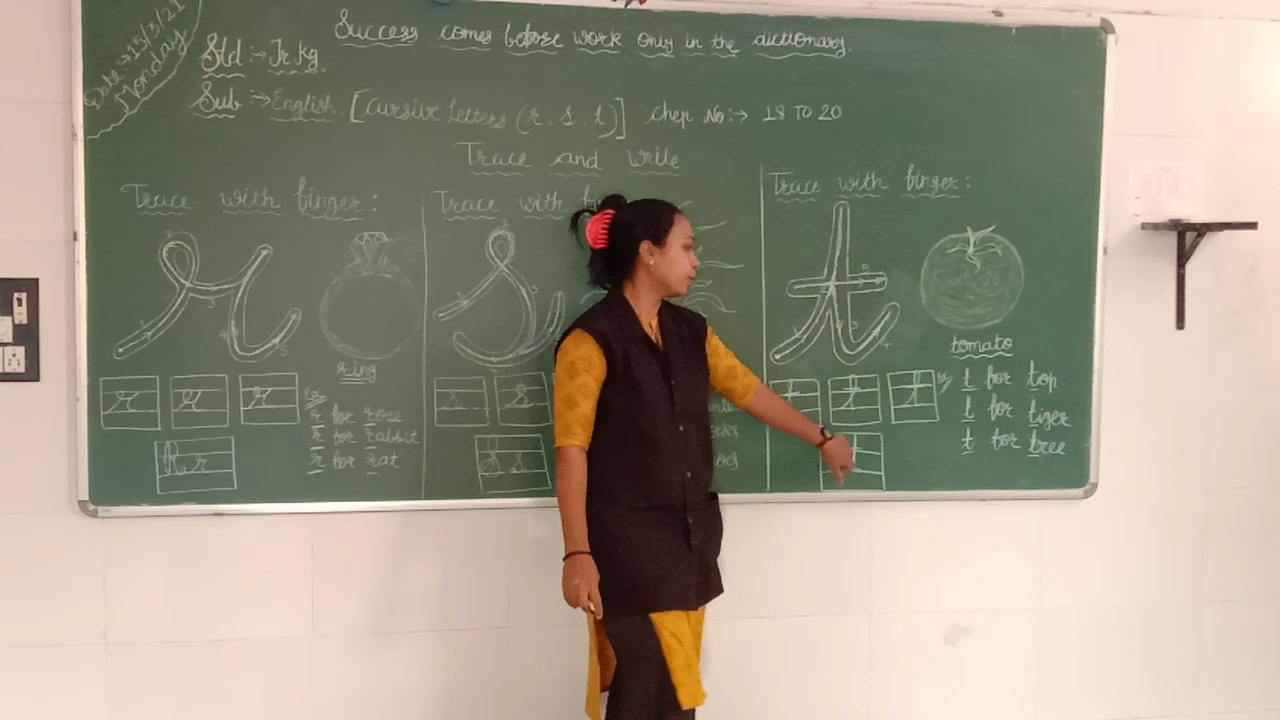 Date → 15/3/21
Monday
Success comes before work only in the dictionary.
Std :→ Jr.kg.
Sub :→ English. [cursive letters (r, s, t)] chep No:→ 18 TO 20
Trace and write
Trace with finger:
ring
r for rose
r for rabbit
r for rat
R r
Trace with
S s
Trace with finger:
t
tomato
t for top
t for tiger
t for tree